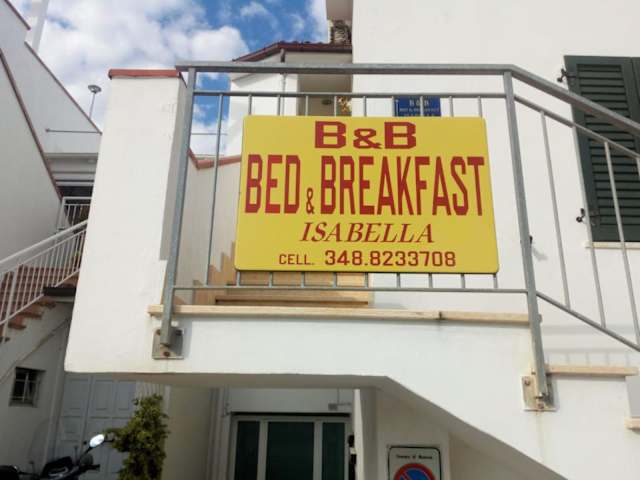 B&B
B&B
BED & BREAKFAST
ISABELLA
CELL. 348.8233708